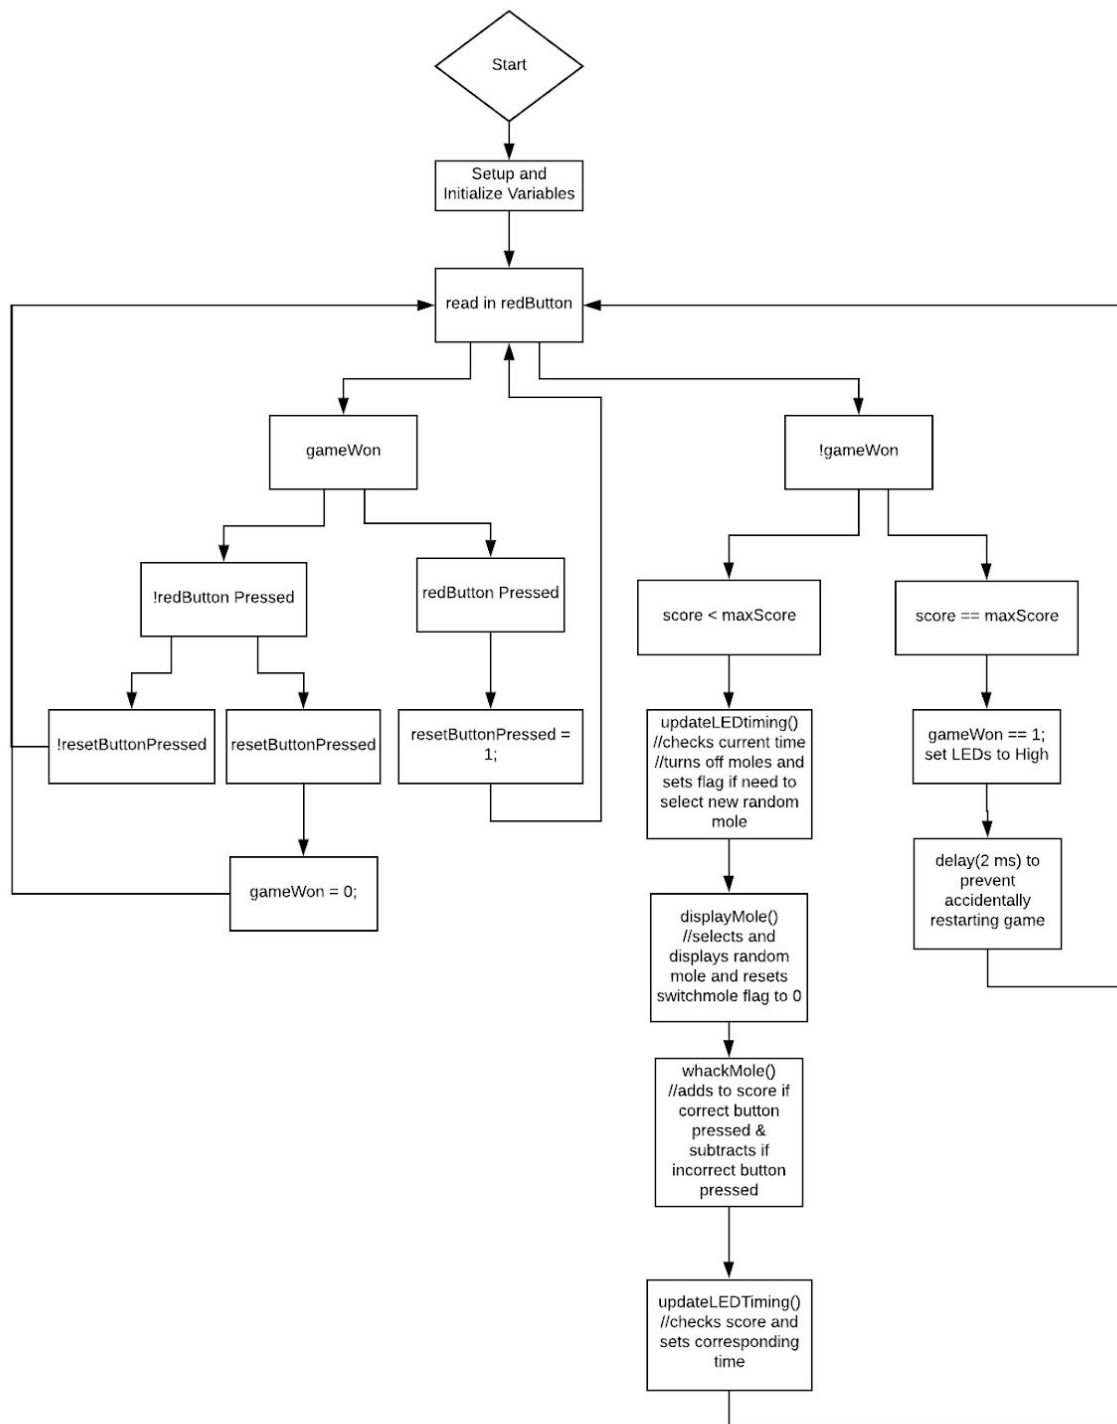 Start
Setup and
Initialize Variables
read in redButton
gameWon
!gameWon
!redButton Pressed
redButton Pressed
score < maxScore
score == maxScore
!resetButtonPressed
resetButtonPressed
resetButtonPressed =
1;
updateLEDtiming()
//checks current time
//turns off moles and
sets flag if need to
select new random
mole
gameWon == 1;
set LEDs to High
gameWon = 0;
delay(2 ms) to
prevent
accidentally
restarting game
displayMole()
//selects and
displays random
mole and resets
switchmole flag to 0
whackMole()
//adds to score if
correct button
pressed &
subtracts if
incorrect button
pressed
updateLEDTiming()
//checks score and
sets corresponding
time